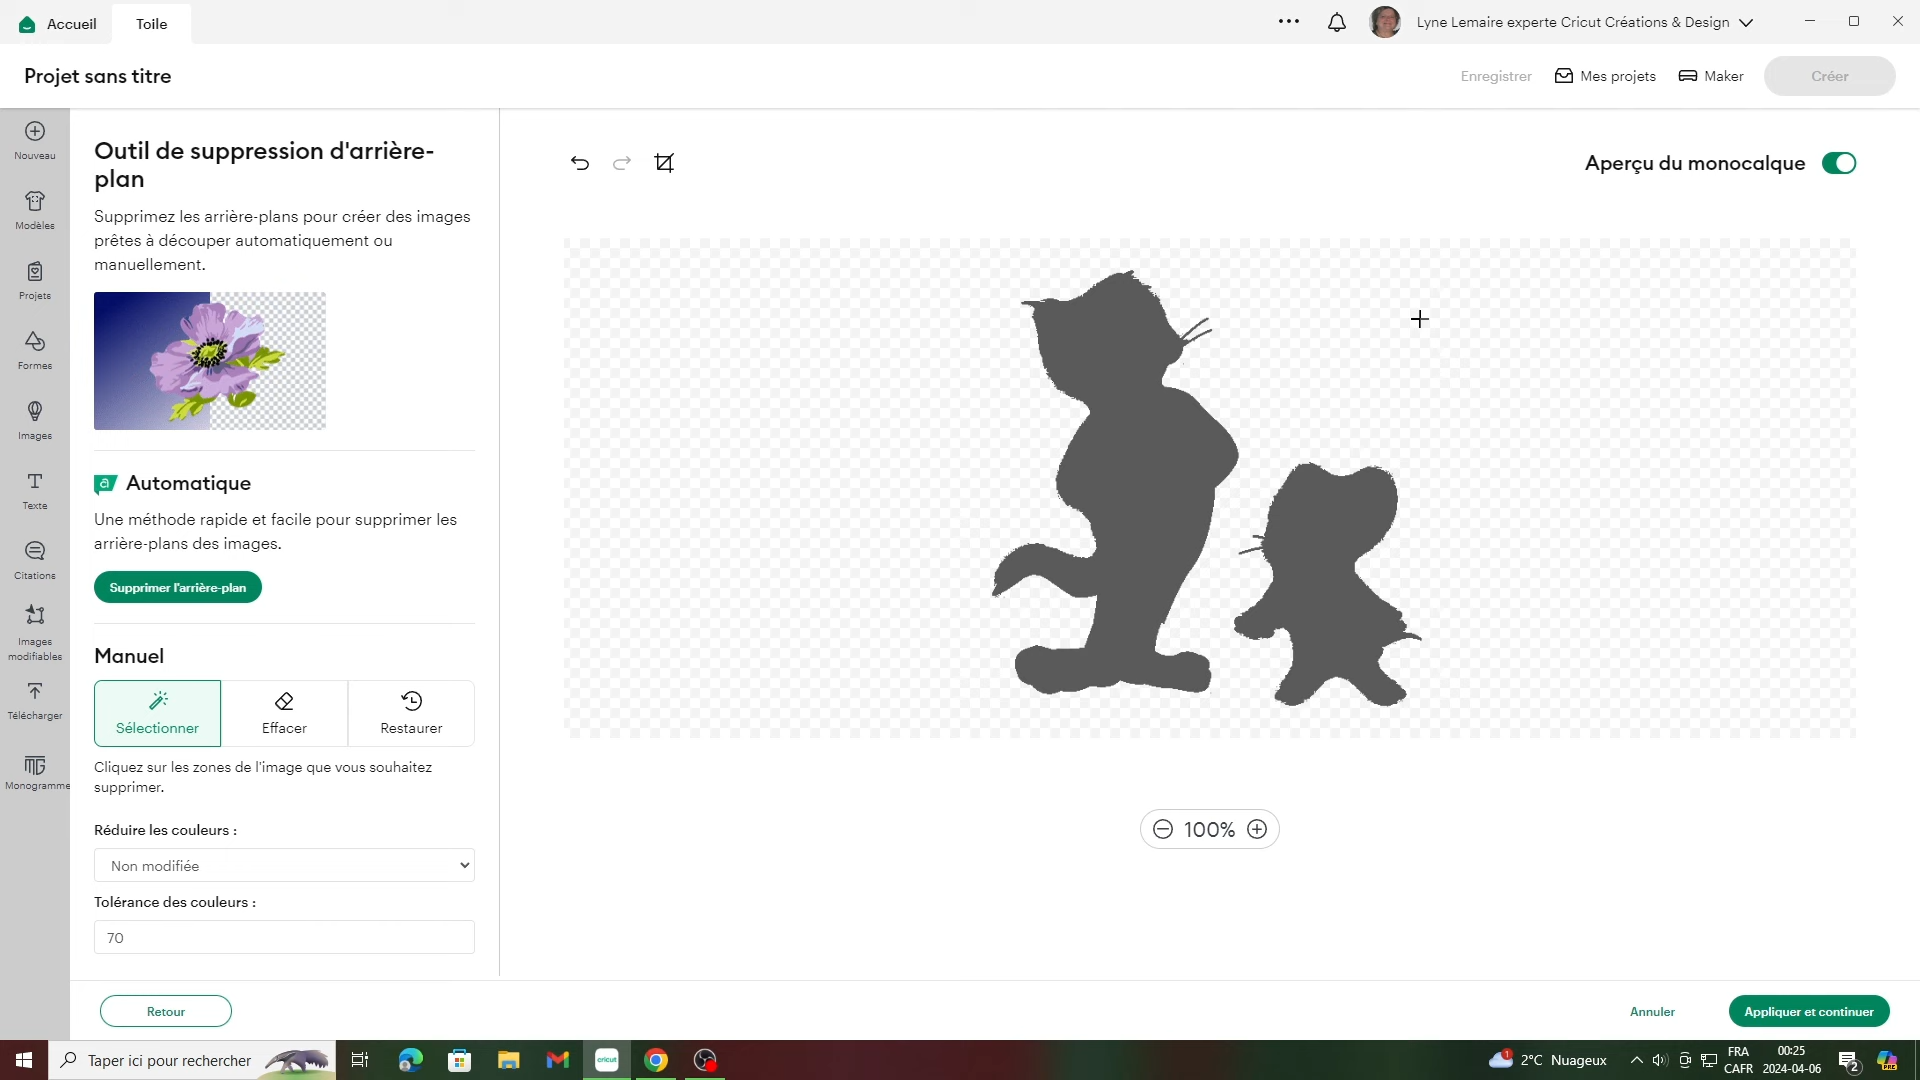 Accueil
Toile
Lyne Lemaire experte Cricut Créations & Design
Projet sans titre
Enregistrer
Mes projets
Maker
Créer
Nouveau
Modèles
Projets
Formes
Images
Texte
Citations
Images
modifiables
Télécharger
Monogramme
Outil de suppression d'arrière-
plan
Supprimez les arrière-plans pour créer des images
prêtes à découper automatiquement ou
manuellement.
a Automatique
Une méthode rapide et facile pour supprimer les
arrière-plans des images.
Supprimer l'arrière-plan
Manuel
Sélectionner
Effacer
Restaurer
Cliquez sur les zones de l'image que vous souhaitez
supprimer.
Réduire les couleurs :
Non modifiée
Tolérance des couleurs :
70
Aperçu du monocalque
100%
Retour
Annuler
Appliquer et continuer
Taper ici pour rechercher
cricut
1
2°C Nuageux
FRA
CAFR
00:25
2024-04-06
2
PRE